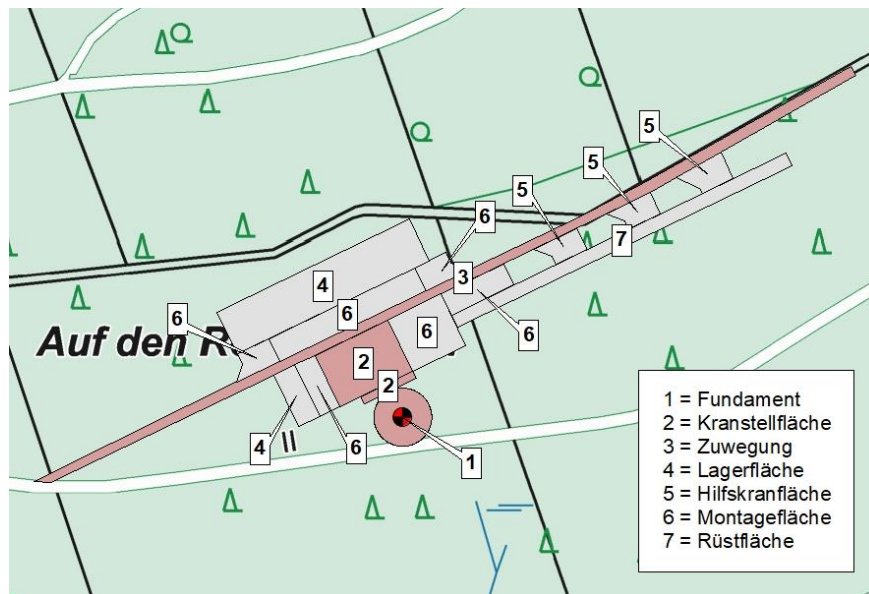 5
5
5
6
7
3
4
6
6
6
6
Auf den R
2
2
4
II
6
1
1 = Fundament
2 = Kranstellfläche
3 = Zuwegung
4 = Lagerfläche
5 = Hilfskranfläche
6 = Montagefläche
7 = Rüstfläche